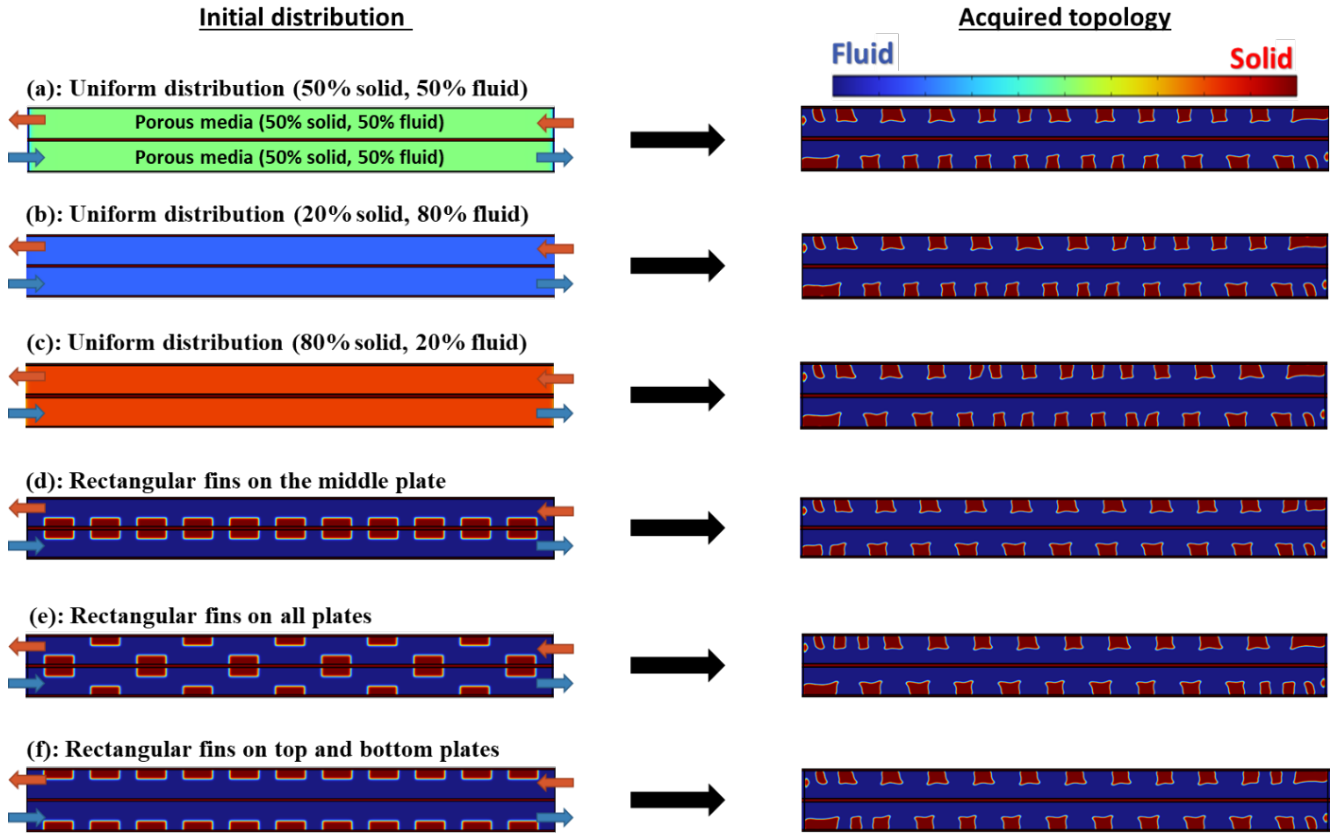 Initial distribution
Acquired topology
Fluid
Solid
(a): Uniform distribution (50% solid, 50% fluid)
Porous media (50% solid, 50% fluid)
Porous media (50% solid, 50% fluid)
(b): Uniform distribution (20% solid, 80% fluid)
(c): Uniform distribution (80% solid, 20% fluid)
(d): Rectangular fins on the middle plate
(e): Rectangular fins on all plates
(f): Rectangular fins on top and bottom plates